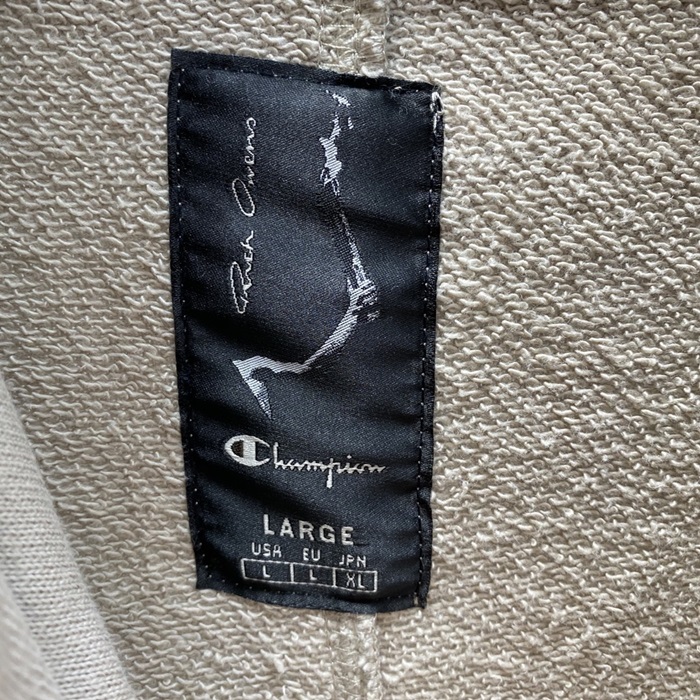 Rick Owens
Champion
LARGE
USA EU JPN
L L XL